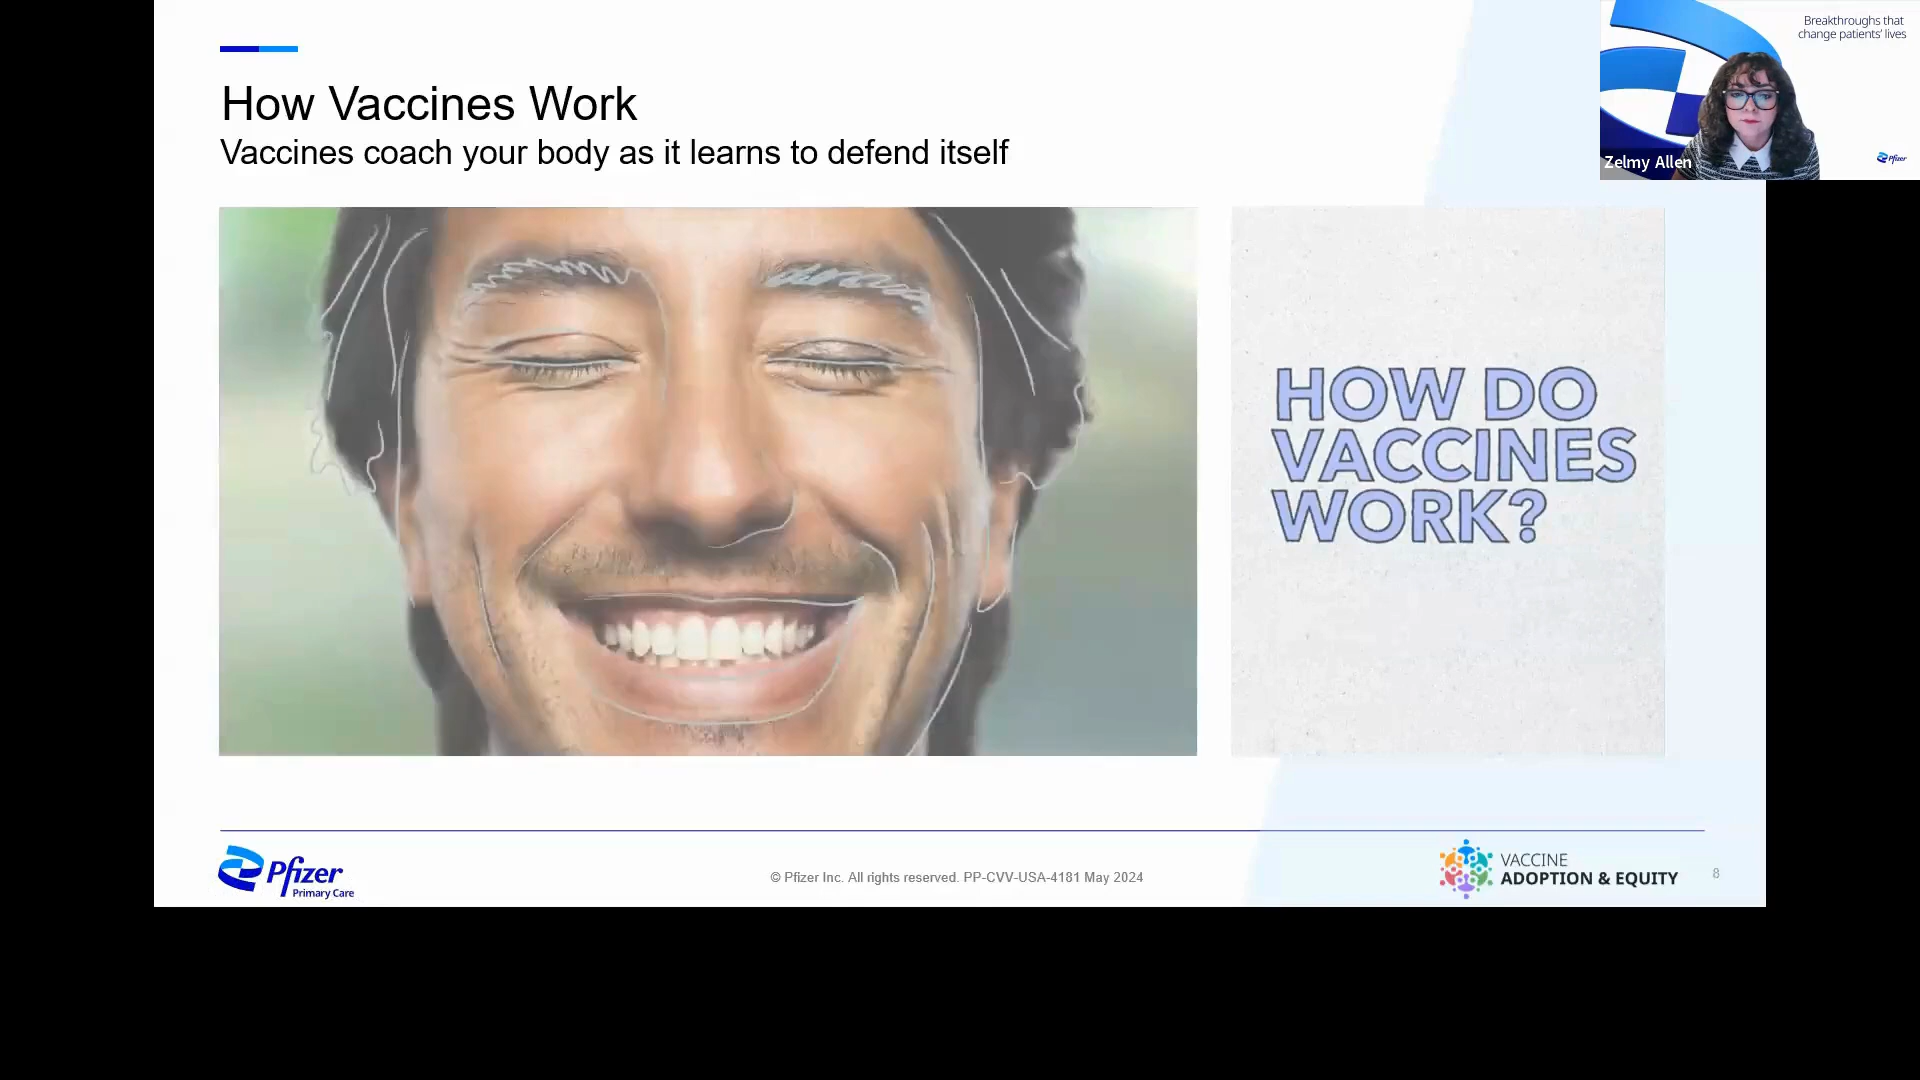 How Vaccines Work
Vaccines coach your body as it learns to defend itself
Breakthroughs that
change patients' lives
Zelmy Allen
Pfizer
HOW DO
VACCINES
WORK?
Pfizer
Primary Care
© Pfizer Inc. All rights reserved. PP-CVV-USA-4181 May 2024
VACCINE
ADOPTION & EQUITY
8